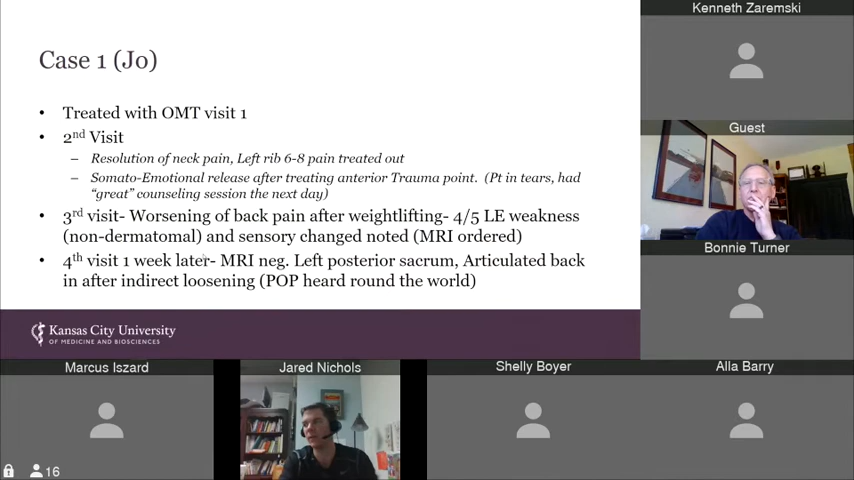 Kenneth Zaremski
Case 1 (Jo)
• Treated with OMT visit 1
• 2nd Visit
– Resolution of neck pain, Left rib 6-8 pain treated out
– Somato-Emotional release after treating anterior Trauma point. (Pt in tears, had
“great” counseling session the next day)
• 3rd visit- Worsening of back pain after weightlifting- 4/5 LE weakness
(non-dermatomal) and sensory changed noted (MRI ordered)
• 4th visit 1 week later- MRI neg. Left posterior sacrum, Articulated back
in after indirect loosening (POP heard round the world)
Guest
Bonnie Turner
Kansas City University
OF MEDICINE AND BIOSCIENCES
Marcus Iszard
Jared Nichols
Shelly Boyer
Alla Barry
16